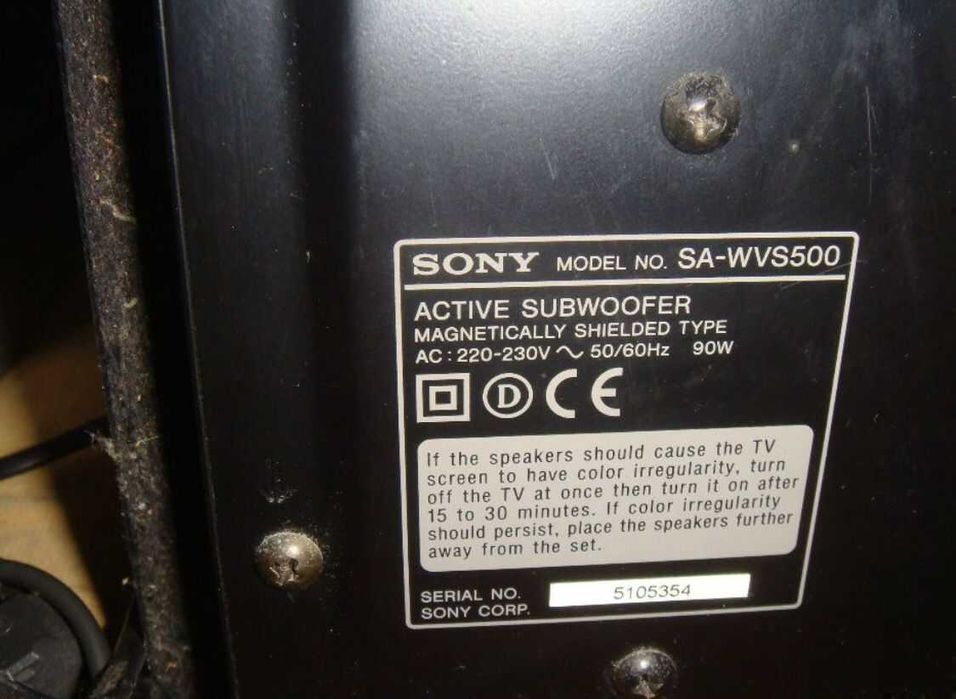 SONY MODEL NO. SA-WVS500
ACTIVE SUBWOOFER
MAGNETICALLY SHIELDED TYPE
AC : 220-230V ~ 50/60Hz 90W
D CE
If the speakers should cause the TV
screen to have color irregularity, turn
off the TV at once then turn it on after
15 to 30 minutes. If color irregularity
should persist, place the speakers further
away from the set.
SERIAL NO. 5105354
SONY CORP.